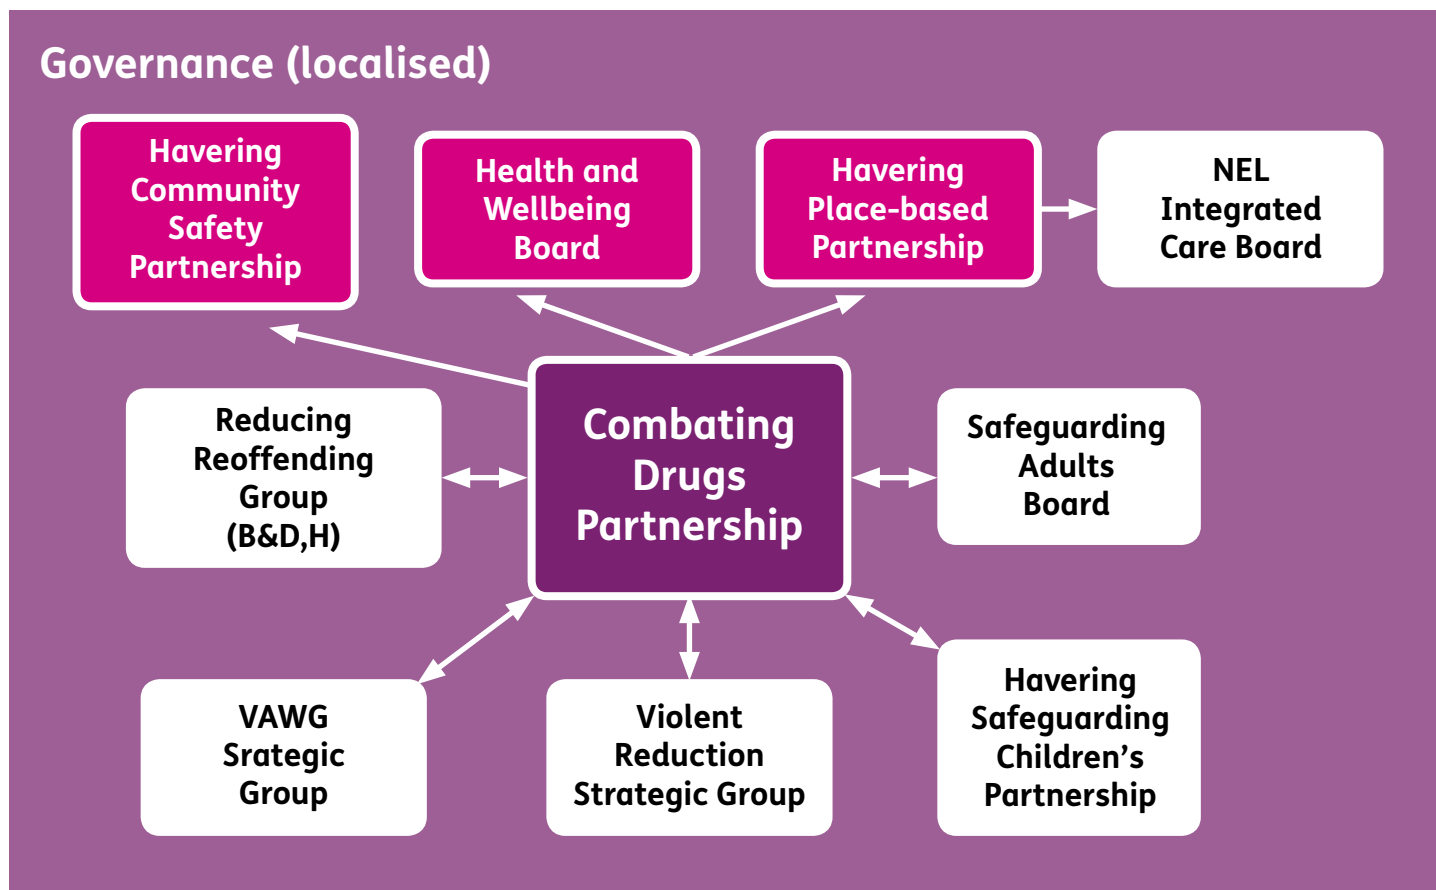 Governance (localised)
Havering
Community
Safety
Partnership
Health and
Wellbeing
Board
Havering
Place-based
Partnership
NEL
Integrated
Care Board
Reducing
Reoffending
Group
(B&D,H)
Combating
Drugs
Partnership
Safeguarding
Adults
Board
VAWG
Srategic
Group
Violent
Reduction
Strategic Group
Havering
Safeguarding
Children’s
Partnership